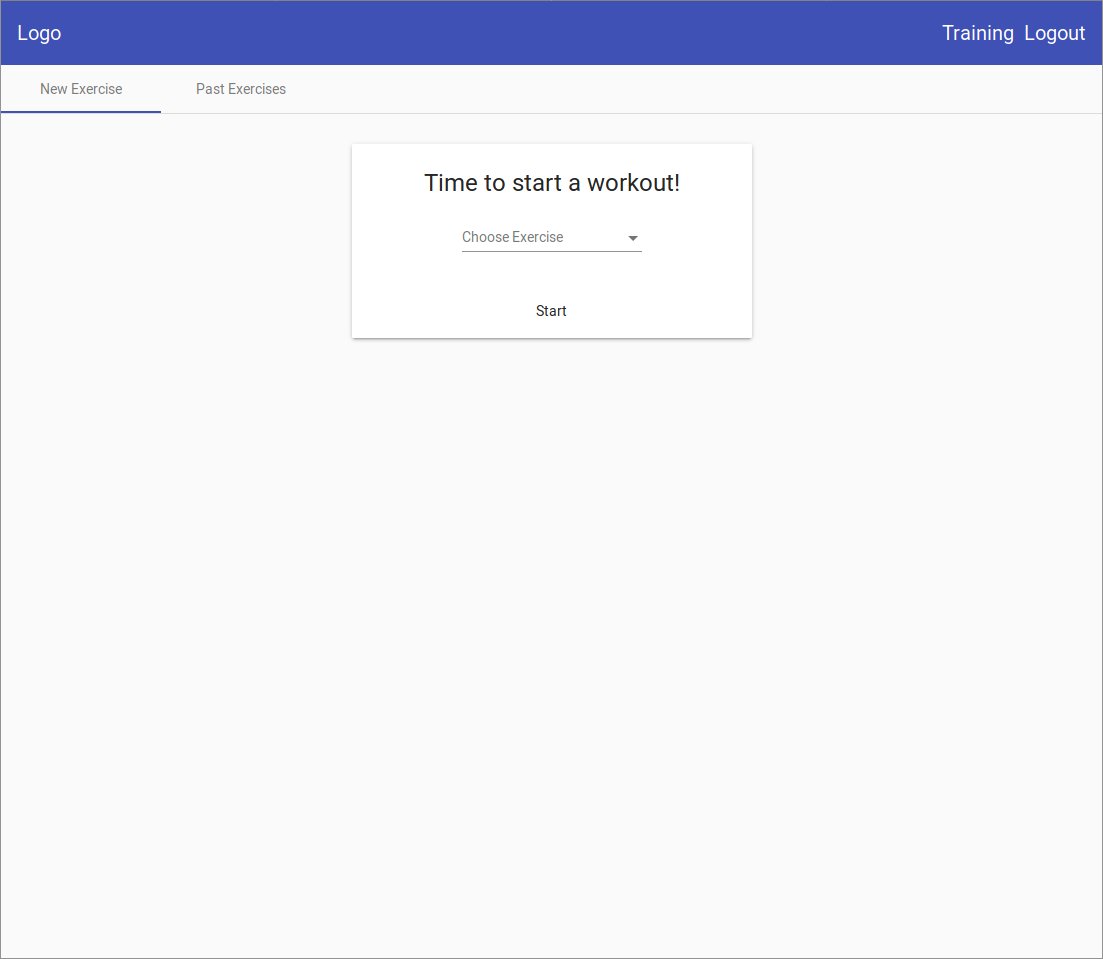 Logo Training Logout
New Exercise Past Exercises
Time to start a workout!
Choose Exercise
Start